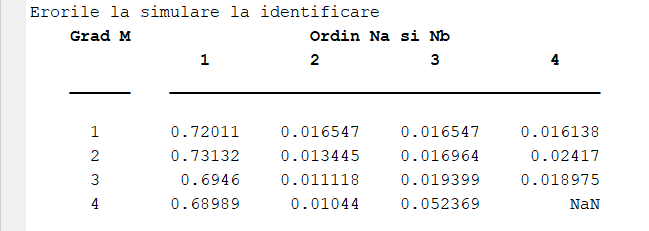 Erorile la simulare la identificare
Grad M Ordin Na si Nb
1 2 3 4
1 0.72011 0.016547 0.016547 0.016138
2 0.73132 0.013445 0.016964 0.02417
3 0.6946 0.011118 0.019399 0.018975
4 0.68989 0.01044 0.052369 NaN